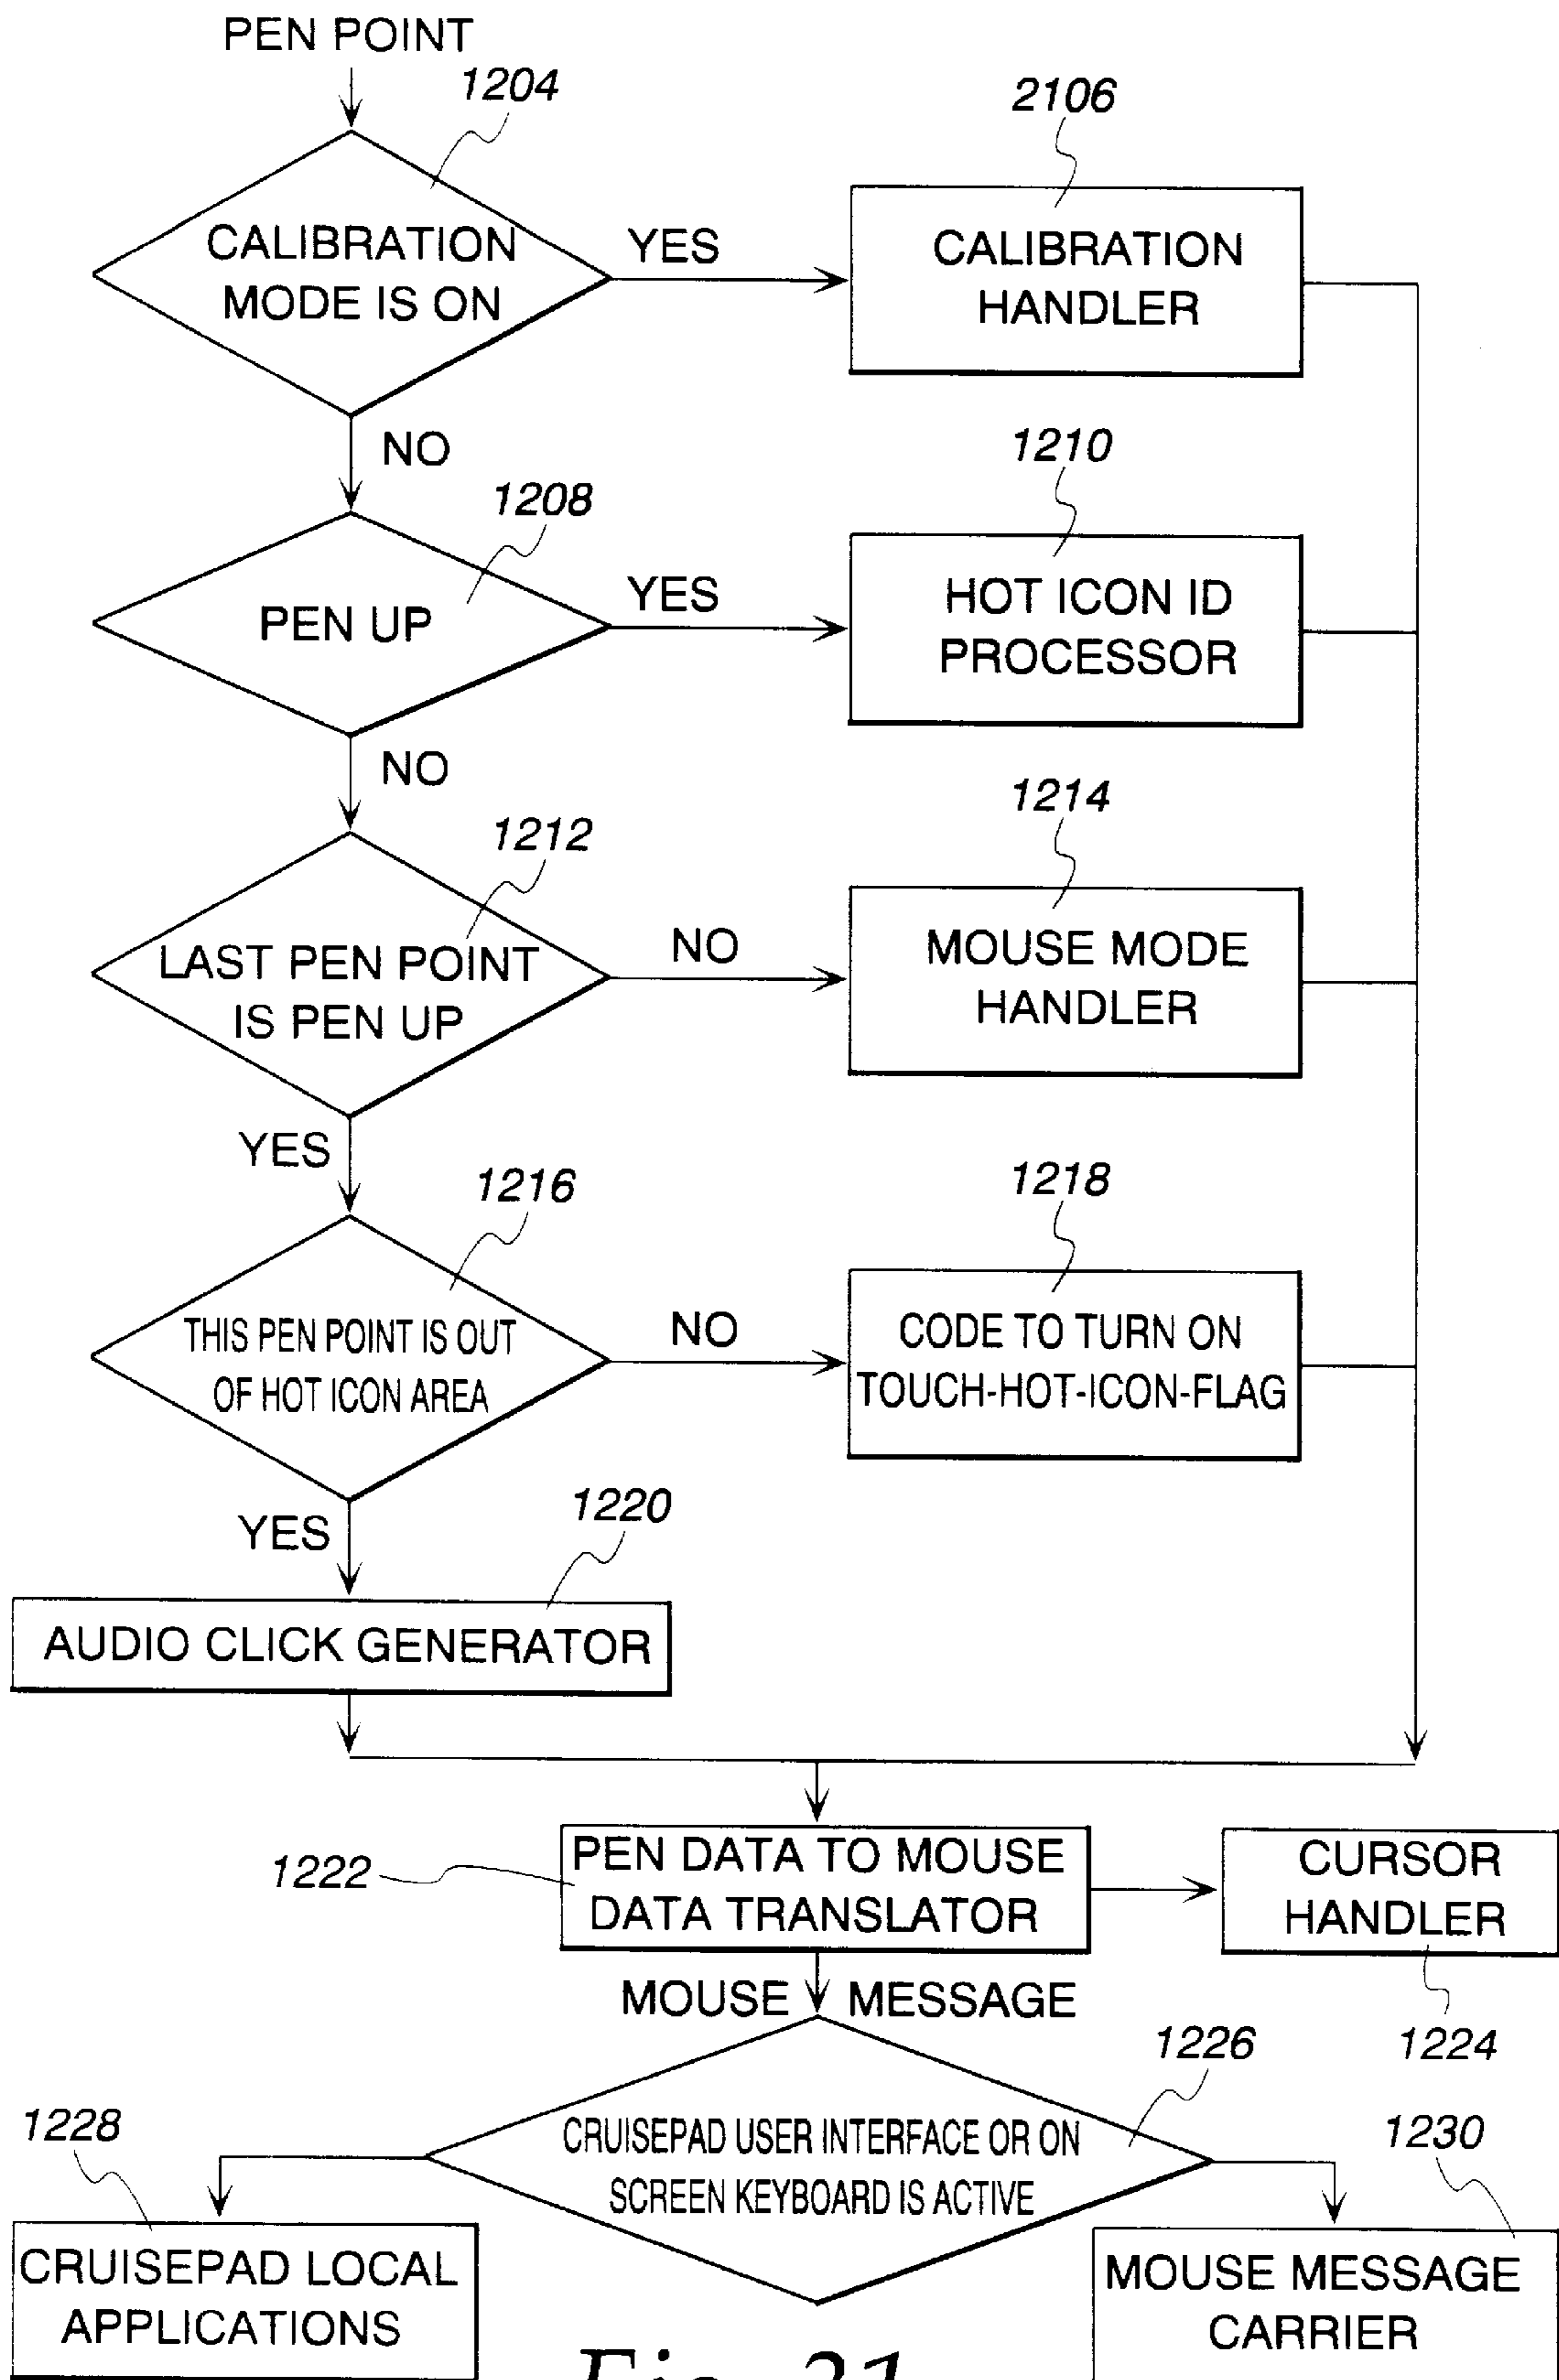 PEN POINT
1204
2106
CALIBRATION
MODE IS ON
YES
CALIBRATION
HANDLER
NO
1208
1210
PEN UP
YES
HOT ICON ID
PROCESSOR
NO
1212
1214
LAST PEN POINT
IS PEN UP
NO
MOUSE MODE
HANDLER
YES
1216
1218
THIS PEN POINT IS OUT
OF HOT ICON AREA
NO
CODE TO TURN ON
TOUCH-HOT-ICON-FLAG
YES
1220
AUDIO CLICK GENERATOR
1222
PEN DATA TO MOUSE
DATA TRANSLATOR
CURSOR
HANDLER
MOUSE MESSAGE
1224
1226
1228
CRUISEPAD USER INTERFACE OR ON
SCREEN KEYBOARD IS ACTIVE
1230
CRUISEPAD LOCAL
APPLICATIONS
MOUSE MESSAGE
CARRIER
Fig. 21